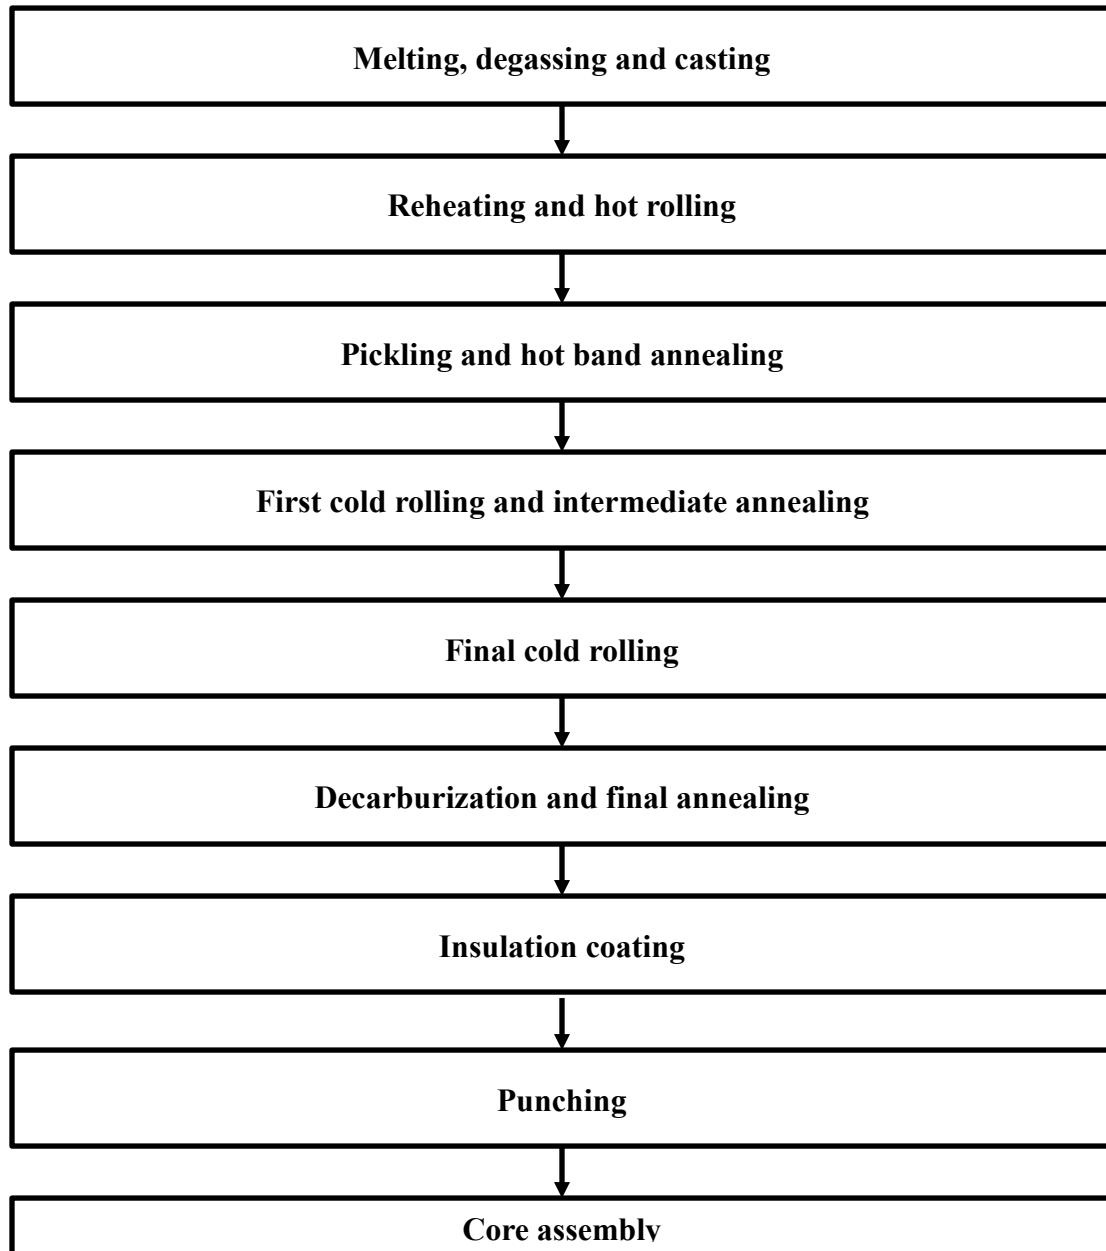 Melting, degassing and casting
Reheating and hot rolling
Pickling and hot band annealing
First cold rolling and intermediate annealing
Final cold rolling
Decarburization and final annealing
Insulation coating
Punching
Core assembly